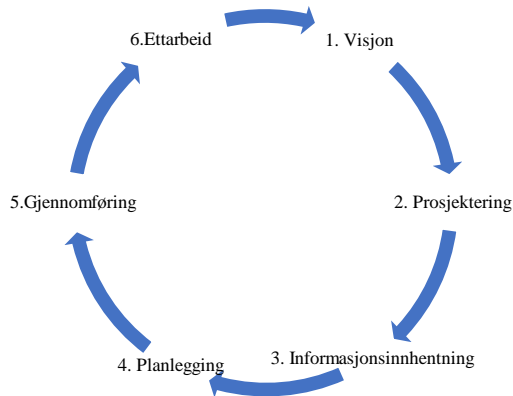 1. Visjon
2. Prosjektering
3. Informasjonsinnhentning
4. Planlegging
5.Gjennomføring
6.Ettarbeid